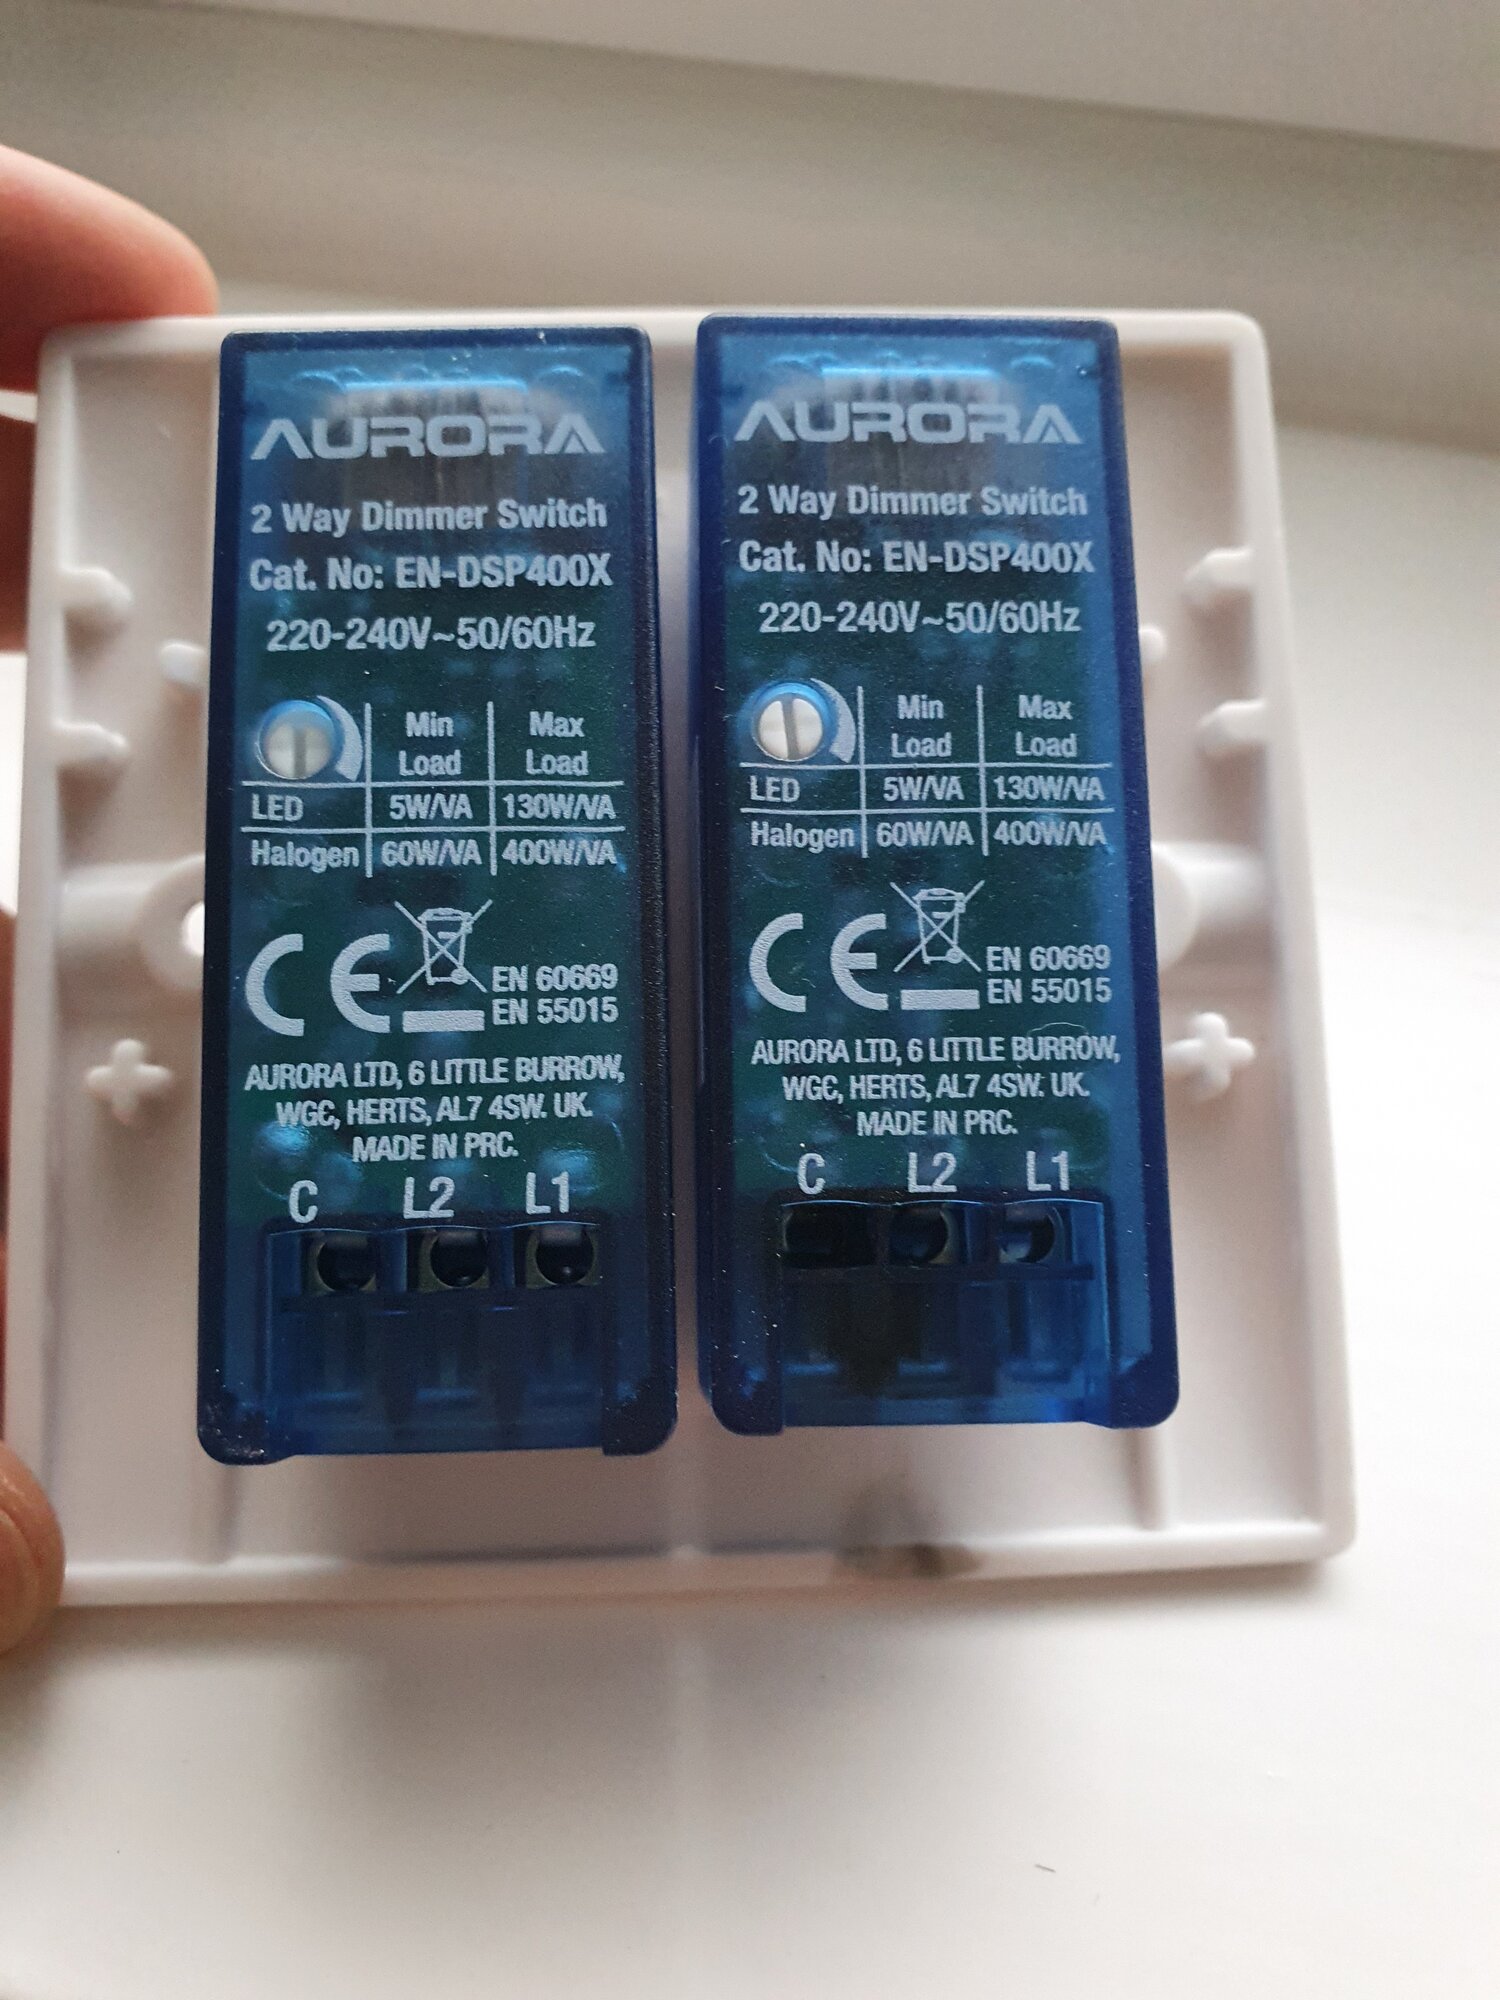 AURORA
2 Way Dimmer Switch
Cat. No: EN-DSP400X
220-240V~50/60Hz
Min Load Max Load
LED 5W/VA 130W/VA
Halogen 60W/VA 400W/VA
CE EN 60669
EN 55015
AURORA LTD, 6 LITTLE BURROW,
WGC, HERTS, AL7 4SW. UK.
MADE IN PRC.
C L2 L1
AURORA
2 Way Dimmer Switch
Cat. No: EN-DSP400X
220-240V~50/60Hz
Min Load Max Load
LED 5W/VA 130W/VA
Halogen 60W/VA 400W/VA
CE EN 60669
EN 55015
AURORA LTD, 6 LITTLE BURROW,
WGC, HERTS, AL7 4SW. UK.
MADE IN PRC.
C L2 L1